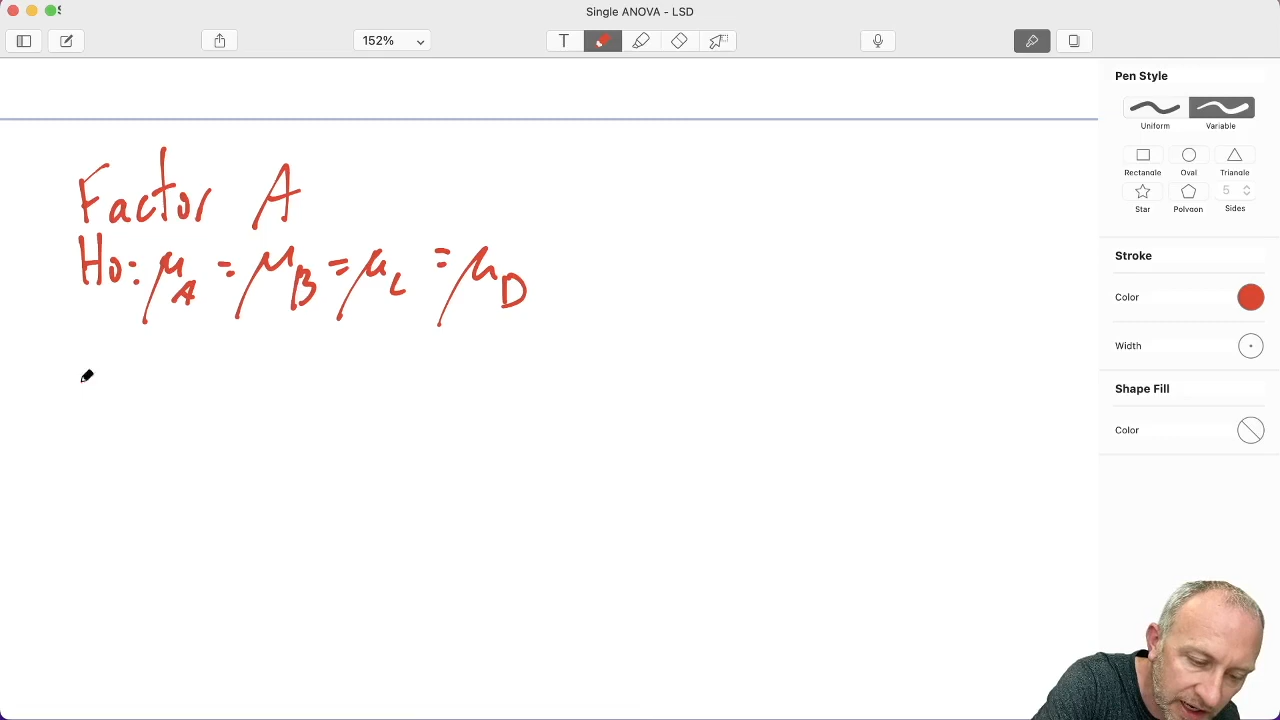 Single ANOVA - LSD
152%
T
Pen Style
Uniform
Variable
Rectangle
Oval
Triangle
5
Star
Polygon
Sides
Stroke
Color
Width
Shape Fill
Color
Factor A
Ho: μA = μB = μC = μD